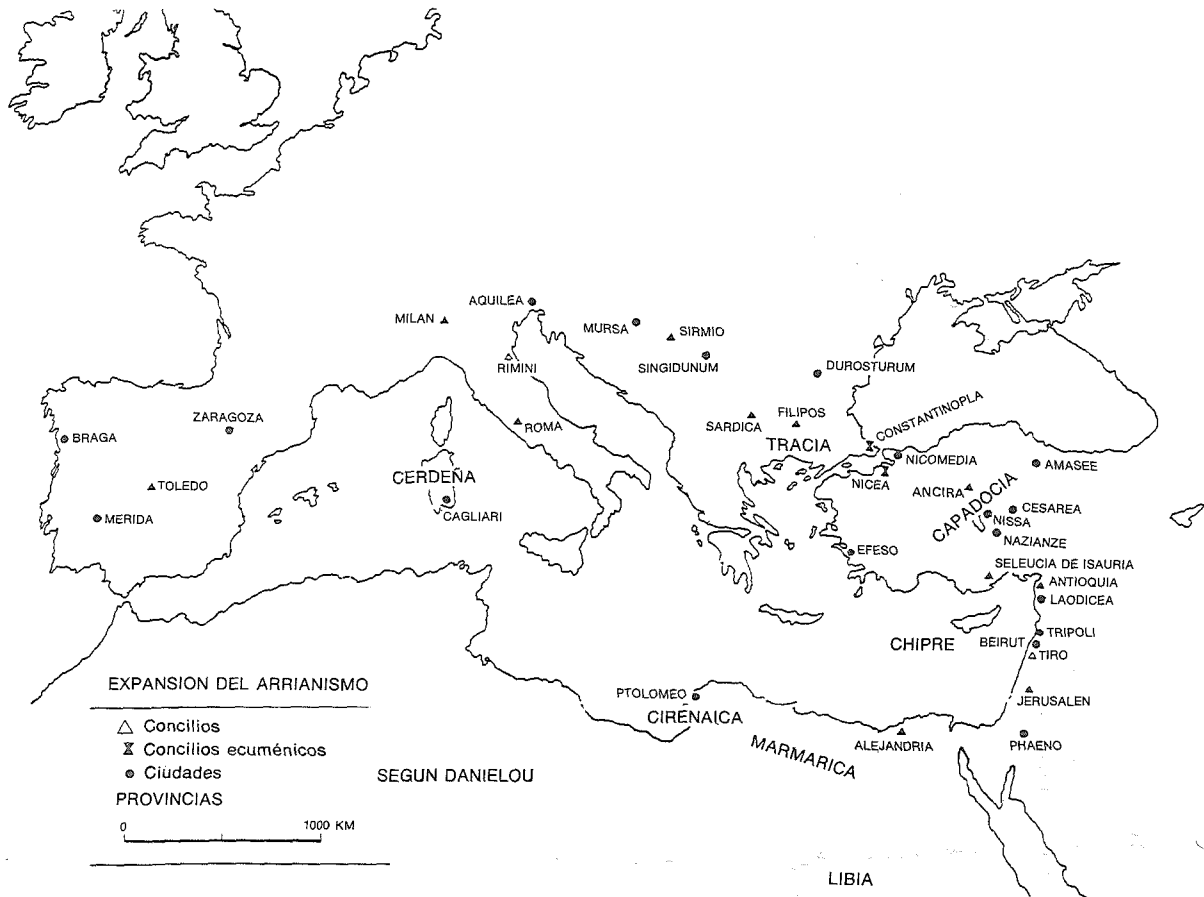 AQUILEA
MILAN
MURSA
SIRMIO
RIMINI
SINGIDUNUM
DUROSTURUM
ZARAGOZA
BRAGA
ROMA
SARDICA
FILIPOS
CONSTANTINOPLA
TRACIA
NICOMEDIA
AMASEE
CERDEÑA
NICEA
ANCIRA
TOLEDO
CAPADOCIA
CESAREA
MERIDA
CAGLIARI
NISSA
NAZIANZE
EFESO
SELEUCIA DE ISAURIA
ANTIOQUIA
LAODICEA
CHIPRE
TRIPOLI
BEIRUT
TIRO
EXPANSION DEL ARRIANISMO
PTOLOMEO
JERUSALEN
CIRENAICA
Concilios
Concilios ecuménicos
MARMARICA
ALEJANDRIA
PHAENO
Ciudades
SEGUN DANIELOU
PROVINCIAS
0 1000 KM
LIBIA